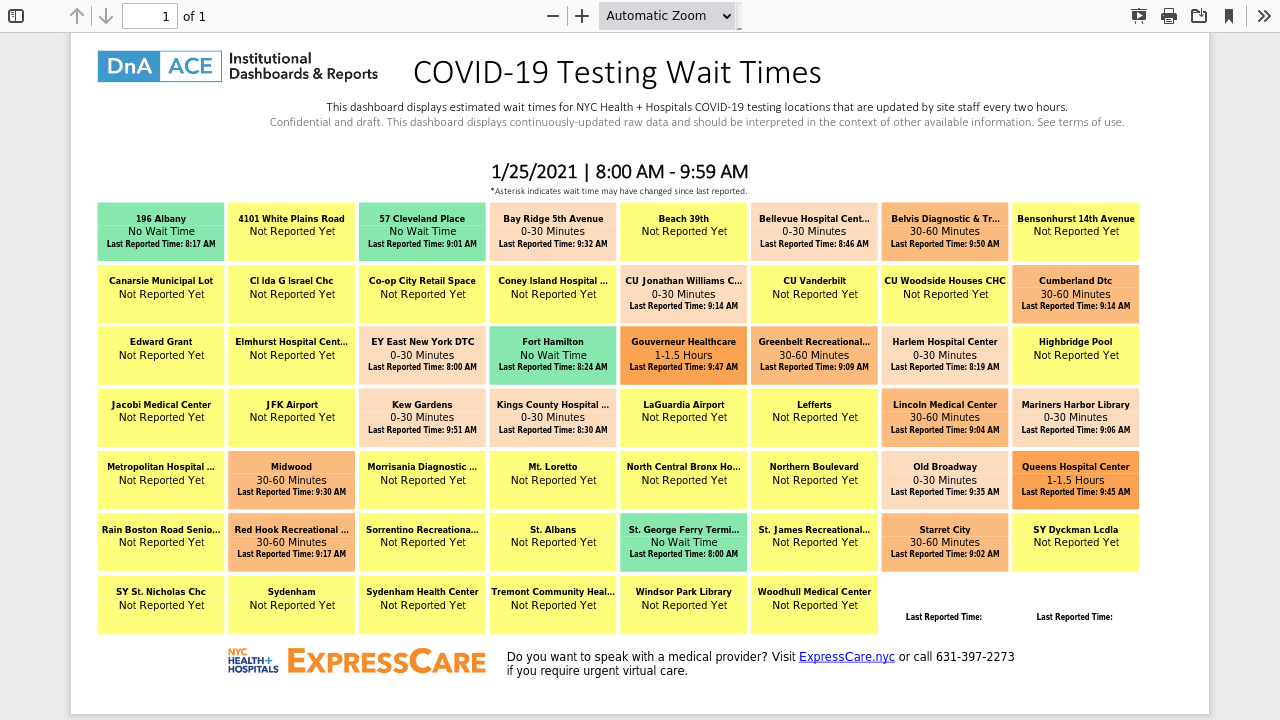 1 of 1 Automatic Zoom
DnA ACE Institutional
Dashboards & Reports
COVID-19 Testing Wait Times
This dashboard displays estimated wait times for NYC Health + Hospitals COVID-19 testing locations that are updated by site staff every two hours.
Confidential and draft. This dashboard displays continuously-updated raw data and should be interpreted in the context of other available information. See terms of use.
1/25/2021 | 8:00 AM - 9:59 AM
*Asterisk indicates wait time may have changed since last reported.
196 Albany
No Wait Time
Last Reported Time: 8:17 AM
4101 White Plains Road
Not Reported Yet
57 Cleveland Place
No Wait Time
Last Reported Time: 9:01 AM
Bay Ridge 5th Avenue
0-30 Minutes
Last Reported Time: 9:32 AM
Beach 39th
Not Reported Yet
Bellevue Hospital Cent...
0-30 Minutes
Last Reported Time: 8:46 AM
Belvis Diagnostic & Tr...
30-60 Minutes
Last Reported Time: 9:50 AM
Bensonhurst 14th Avenue
Not Reported Yet
Canarsie Municipal Lot
Not Reported Yet
CI Ida G Israel Chc
Not Reported Yet
Co-op City Retail Space
Not Reported Yet
Coney Island Hospital ...
Not Reported Yet
CU Jonathan Williams C...
0-30 Minutes
Last Reported Time: 9:14 AM
CU Vanderbilt
Not Reported Yet
CU Woodside Houses CHC
Not Reported Yet
Cumberland Dtc
30-60 Minutes
Last Reported Time: 9:14 AM
Edward Grant
Not Reported Yet
Elmhurst Hospital Cent...
Not Reported Yet
EY East New York DTC
0-30 Minutes
Last Reported Time: 8:00 AM
Fort Hamilton
No Wait Time
Last Reported Time: 8:24 AM
Gouverneur Healthcare
1-1.5 Hours
Last Reported Time: 9:47 AM
Greenbelt Recreational...
30-60 Minutes
Last Reported Time: 9:09 AM
Harlem Hospital Center
0-30 Minutes
Last Reported Time: 8:19 AM
Highbridge Pool
Not Reported Yet
Jacobi Medical Center
Not Reported Yet
JFK Airport
Not Reported Yet
Kew Gardens
0-30 Minutes
Last Reported Time: 9:51 AM
Kings County Hospital ...
0-30 Minutes
Last Reported Time: 8:30 AM
LaGuardia Airport
Not Reported Yet
Lefferts
Not Reported Yet
Lincoln Medical Center
30-60 Minutes
Last Reported Time: 9:04 AM
Mariners Harbor Library
0-30 Minutes
Last Reported Time: 9:06 AM
Metropolitan Hospital ...
Not Reported Yet
Midwood
30-60 Minutes
Last Reported Time: 9:30 AM
Morrisania Diagnostic ...
Not Reported Yet
Mt. Loretto
Not Reported Yet
North Central Bronx Ho...
Not Reported Yet
Northern Boulevard
Not Reported Yet
Old Broadway
0-30 Minutes
Last Reported Time: 9:35 AM
Queens Hospital Center
1-1.5 Hours
Last Reported Time: 9:45 AM
Rain Boston Road Senio...
Not Reported Yet
Red Hook Recreational ...
30-60 Minutes
Last Reported Time: 9:17 AM
Sorrentino Recreationa...
Not Reported Yet
St. Albans
Not Reported Yet
St. George Ferry Termi...
No Wait Time
Last Reported Time: 8:00 AM
St. James Recreational...
Not Reported Yet
Starret City
30-60 Minutes
Last Reported Time: 9:02 AM
SY Dyckman Lcdla
Not Reported Yet
SY St. Nicholas Chc
Not Reported Yet
Sydenham
Not Reported Yet
Sydenham Health Center
Not Reported Yet
Tremont Community Heal...
Not Reported Yet
Windsor Park Library
Not Reported Yet
Woodhull Medical Center
Not Reported Yet
Last Reported Time:
Last Reported Time:
NYC
HEALTH+
HOSPITALS
EXPRESSCARE
Do you want to speak with a medical provider? Visit ExpressCare.nyc or call 631-397-2273
if you require urgent virtual care.